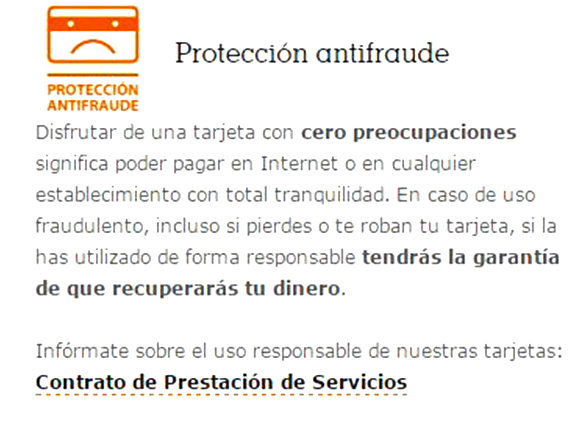 Protección antifraude
PROTECCIÓN
ANTIFRAUDE
Disfrutar de una tarjeta con cero preocupaciones
significa poder pagar en Internet o en cualquier
establecimiento con total tranquilidad. En caso de uso
fraudulento, incluso si pierdes o te roban tu tarjeta, si la
has utilizado de forma responsable tendrás la garantía
de que recuperarás tu dinero.
Infórmate sobre el uso responsable de nuestras tarjetas:
Contrato de Prestación de Servicios